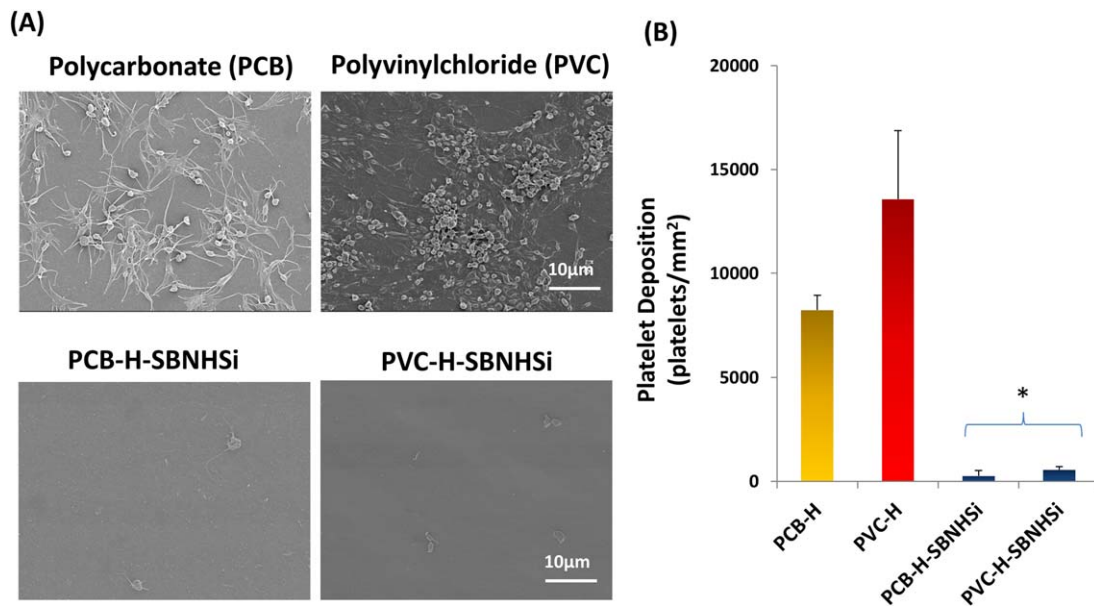 (A)
Polycarbonate (PCB)
Polyvinylchloride (PVC)
10µm
PCB-H-SBNHSi
PVC-H-SBNHSi
10µm
(B)
Platelet Deposition
(platelets/mm²)
20000
15000
10000
5000
0
*
PCB-H
PVC-H
PCB-H-SBNHSi
PVC-H-SBNHSi